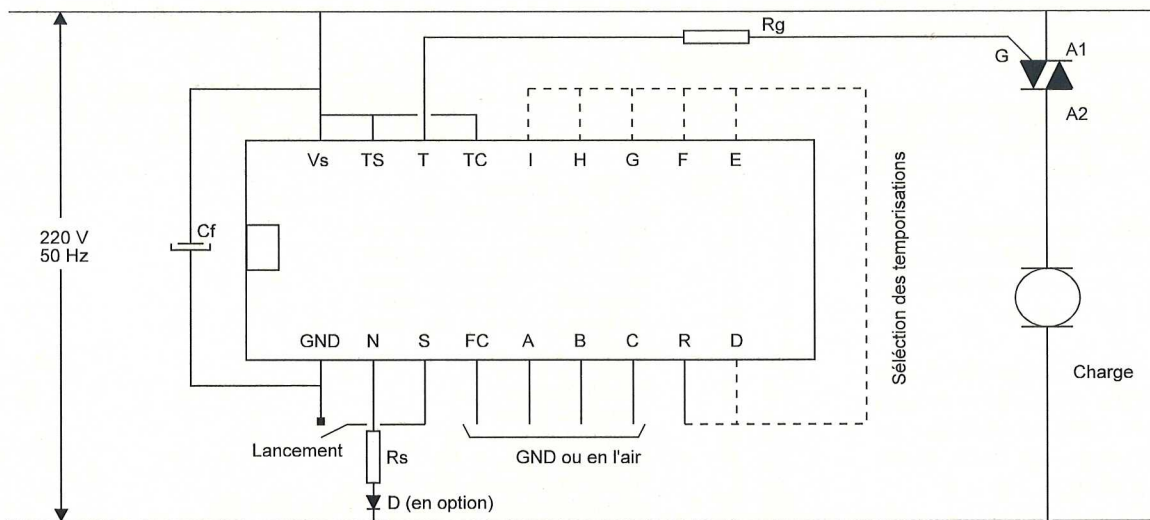 Rg
G
A1
A2
Vs TS T TC I H G F E
Séléction des temporisations
220 V
50 Hz
Cf
GND N S FC A B C R D
Charge
Lancement
Rs
GND ou en l'air
D (en option)